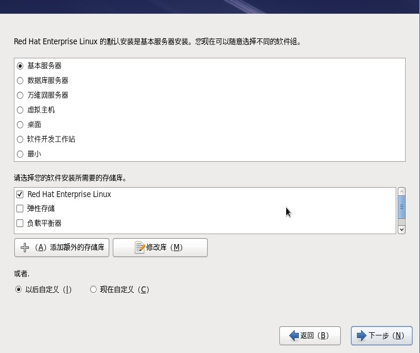 Red Hat Enterprise Linux 的默认安装是基本服务器安装。您现在可以随意选择不同的软件组。
基本服务器
数据库服务器
万维网服务器
虚拟主机
桌面
软件开发工作站
最小
请选择您的软件安装所需要的存储库。
Red Hat Enterprise Linux
弹性存储
负载平衡器
(A) 添加额外的存储库 修改库 (M)
或者,
以后自定义 (l) 现在自定义 (C)
返回 (B) 下一步 (N)